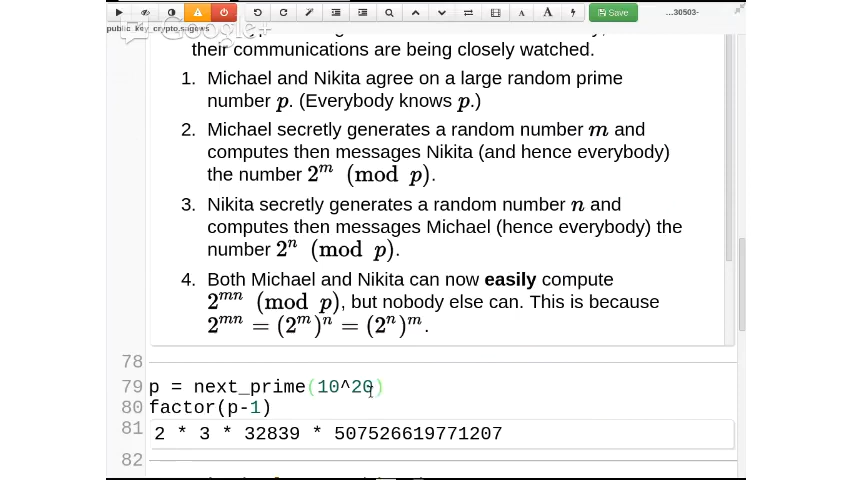 A A Save ...30503-
public_key_crypto.sagews
Google+
their communications are being closely watched.
1. Michael and Nikita agree on a large random prime
number p. (Everybody knows p.)
2. Michael secretly generates a random number m and
computes then messages Nikita (and hence everybody)
the number 2^m (mod p).
3. Nikita secretly generates a random number n and
computes then messages Michael (hence everybody) the
number 2^n (mod p).
4. Both Michael and Nikita can now easily compute
2^mn (mod p), but nobody else can. This is because
2^mn = (2^m)^n = (2^n)^m.
78
79 p = next_prime(10^20)
80 factor(p-1)
81 2 * 3 * 32839 * 507526619771207
82